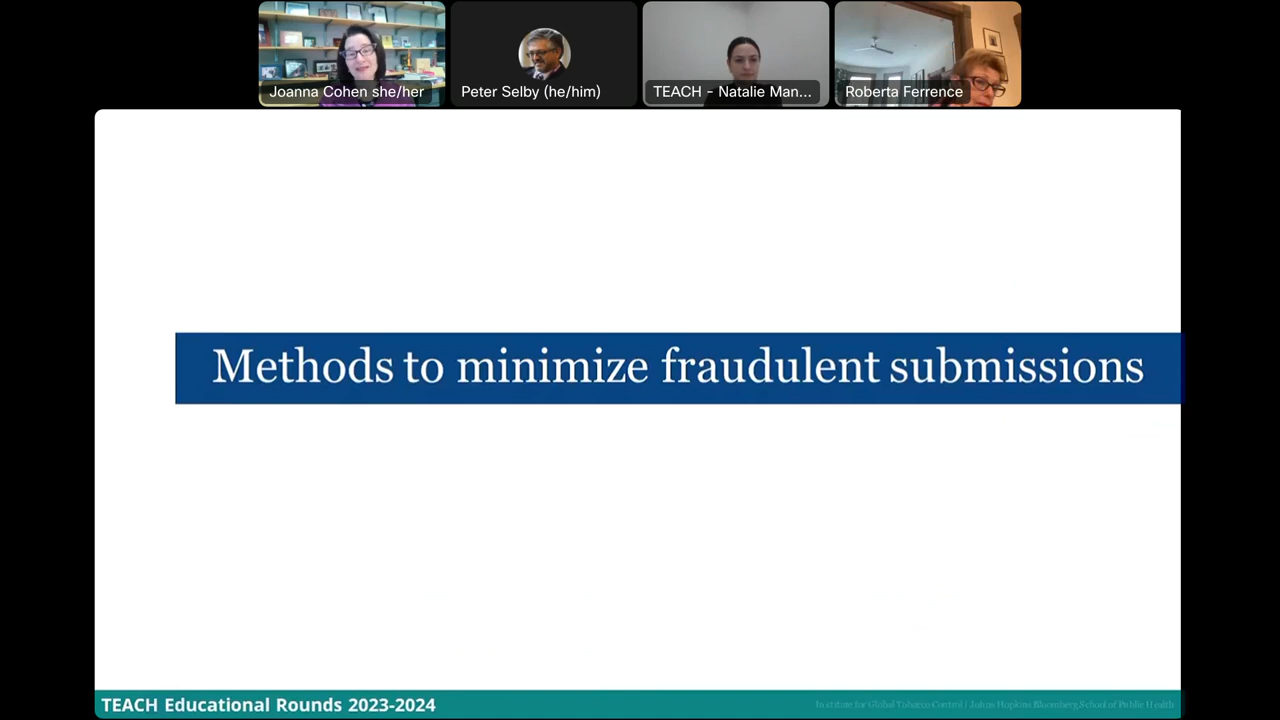 Joanna Cohen she/her
Peter Selby (he/him)
TEACH - Natalie Man...
Roberta Ferrence
Methods to minimize fraudulent submissions
TEACH Educational Rounds 2023-2024
Institute for Global Tobacco Control | Johns Hopkins Bloomberg School of Public Health